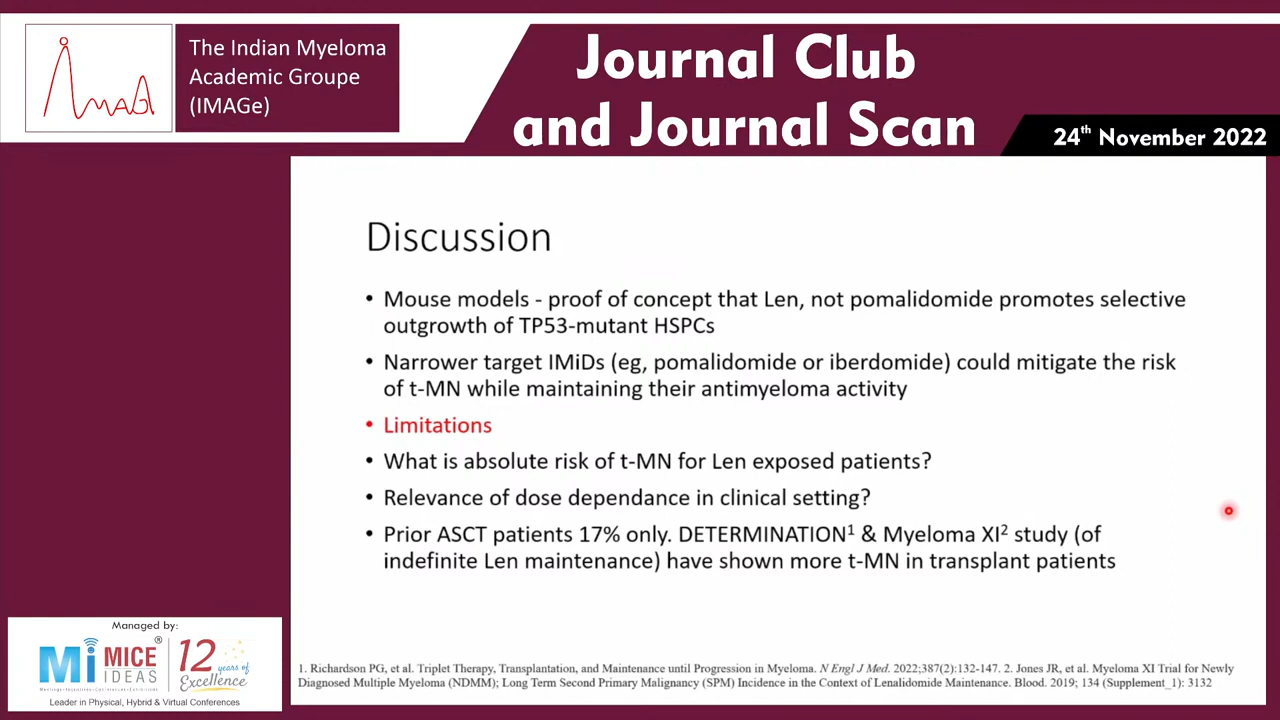 The Indian Myeloma
Academic Groupe
(IMAGe)
ImAG
Journal Club
and Journal Scan
24th November 2022
Discussion
• Mouse models - proof of concept that Len, not pomalidomide promotes selective
outgrowth of TP53-mutant HSPCs
• Narrower target IMiDs (eg, pomalidomide or iberdomide) could mitigate the risk
of t-MN while maintaining their antimyeloma activity
• Limitations
• What is absolute risk of t-MN for Len exposed patients?
• Relevance of dose dependance in clinical setting?
• Prior ASCT patients 17% only. DETERMINATION¹ & Myeloma XI² study (of
indefinite Len maintenance) have shown more t-MN in transplant patients
1. Richardson PG, et al. Triplet Therapy, Transplantation, and Maintenance until Progression in Myeloma. N Engl J Med. 2022;387(2):132-147. 2. Jones JR, et al. Myeloma XI Trial for Newly
Diagnosed Multiple Myeloma (NDMM); Long Term Second Primary Malignancy (SPM) Incidence in the Context of Lenalidomide Maintenance. Blood. 2019; 134 (Supplement_1): 3132
Managed by:
Mi MICE IDEAS ®
12 years of Excellence
Leader in Physical, Hybrid & Virtual Conferences